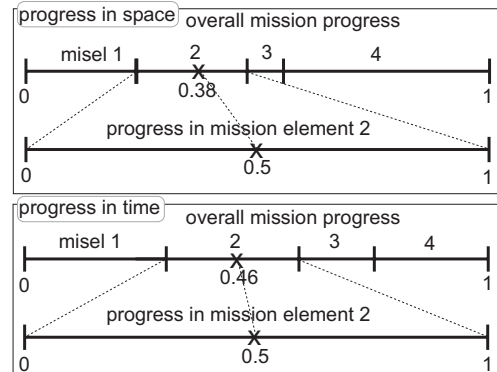 progress in space
overall mission progress
misel 1 2 3 4
0 0.38 1
progress in mission element 2
0 0.5 1
progress in time
overall mission progress
misel 1 2 3 4
0 0.46 1
progress in mission element 2
0 0.5 1